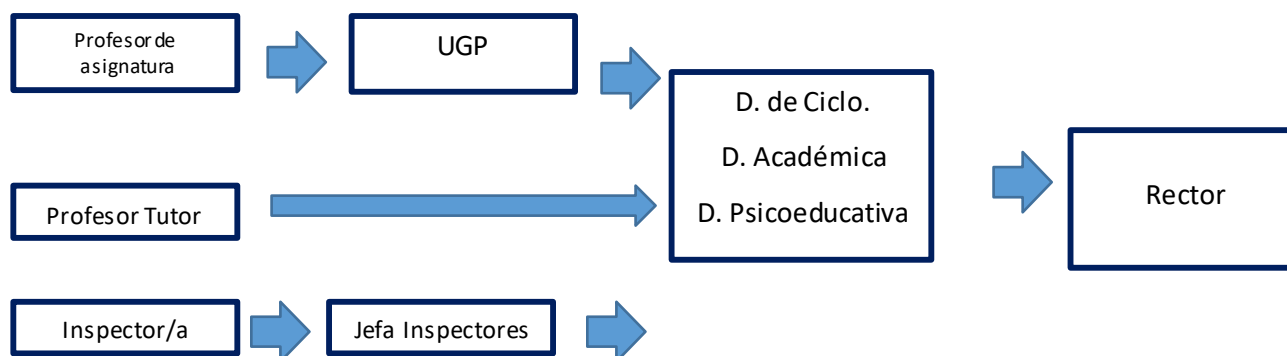 Profesor de
asignatura
UGP
D. de Ciclo.
D. Académica
D. Psicoeducativa
Rector
Profesor Tutor
Inspector/a
Jefa Inspectores